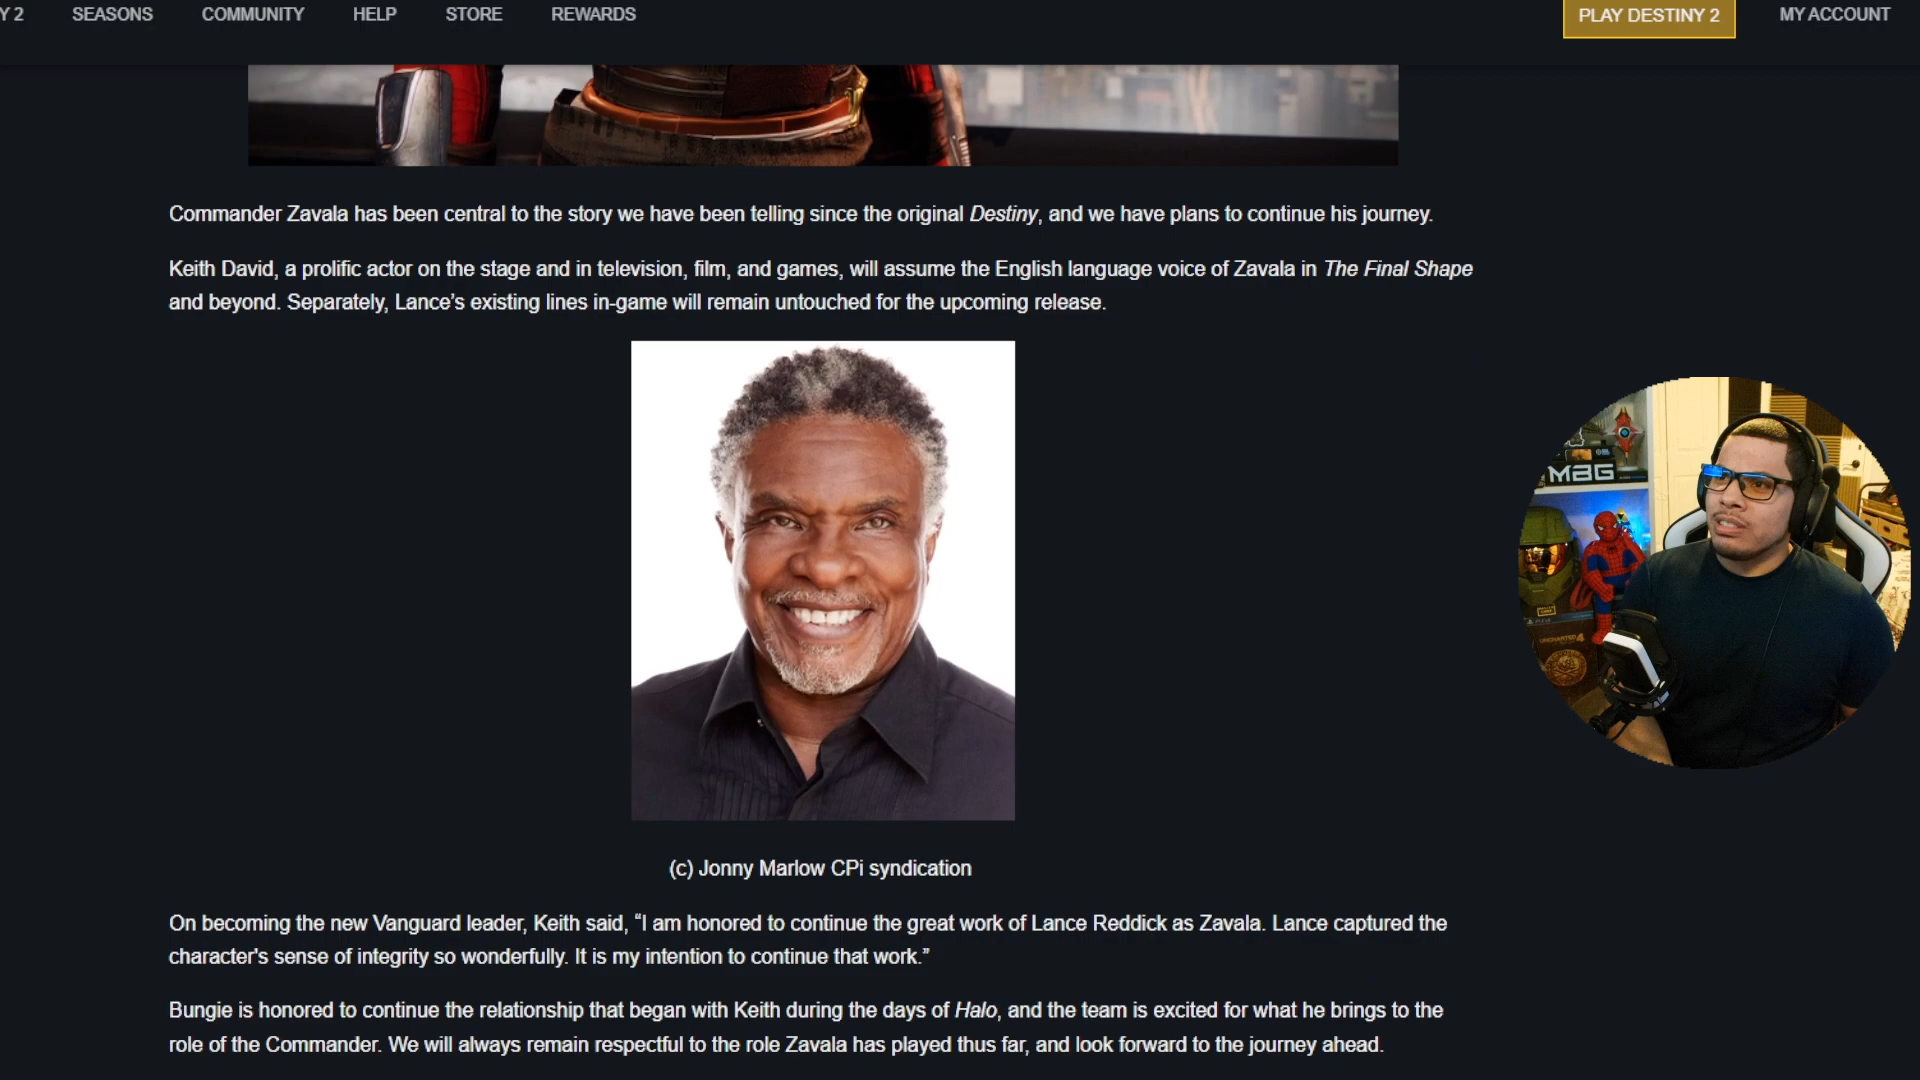 Y 2 SEASONS COMMUNITY HELP STORE REWARDS PLAY DESTINY 2 MY ACCOUNT
Commander Zavala has been central to the story we have been telling since the original Destiny, and we have plans to continue his journey.
Keith David, a prolific actor on the stage and in television, film, and games, will assume the English language voice of Zavala in The Final Shape
and beyond. Separately, Lance’s existing lines in-game will remain untouched for the upcoming release.
MAG
UNCHARTED 4
(c) Jonny Marlow CPi syndication
On becoming the new Vanguard leader, Keith said, “I am honored to continue the great work of Lance Reddick as Zavala. Lance captured the
character's sense of integrity so wonderfully. It is my intention to continue that work.”
Bungie is honored to continue the relationship that began with Keith during the days of Halo, and the team is excited for what he brings to the
role of the Commander. We will always remain respectful to the role Zavala has played thus far, and look forward to the journey ahead.